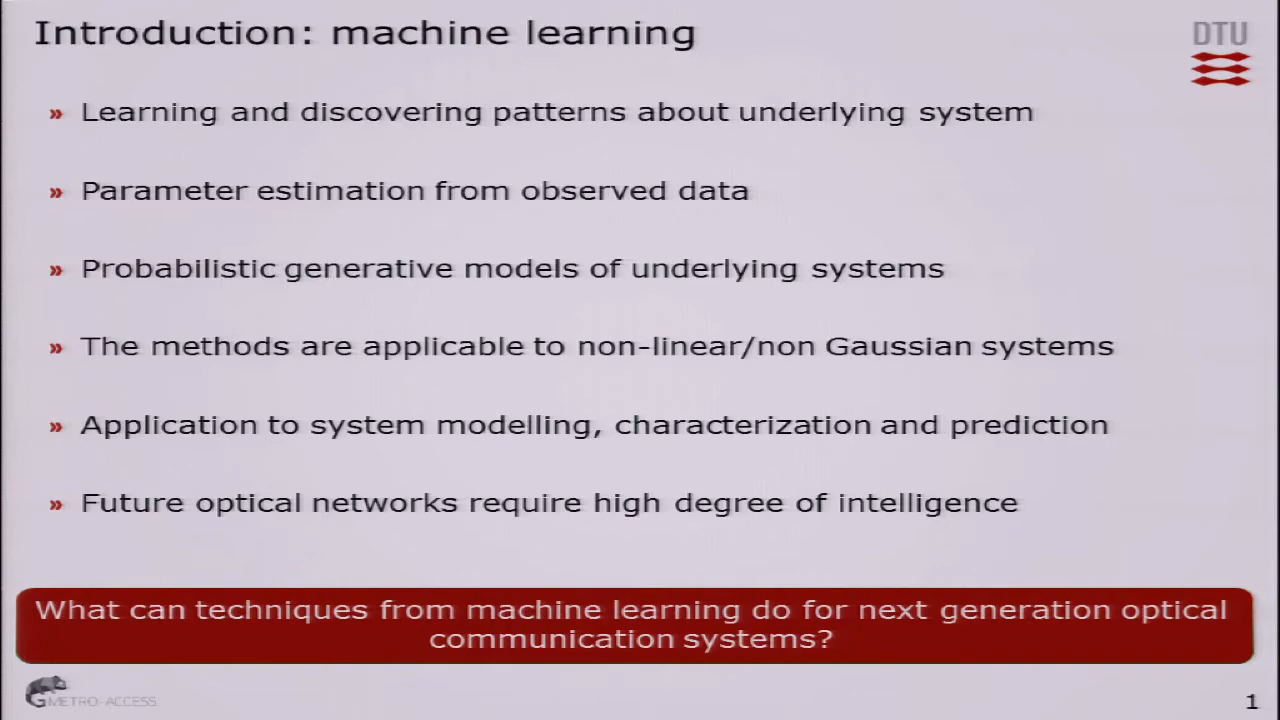 Introduction: machine learning
DTU
» Learning and discovering patterns about underlying system
» Parameter estimation from observed data
» Probabilistic generative models of underlying systems
» The methods are applicable to non-linear/non Gaussian systems
» Application to system modelling, characterization and prediction
» Future optical networks require high degree of intelligence
What can techniques from machine learning do for next generation optical
communication systems?
METRO-ACCESS
1